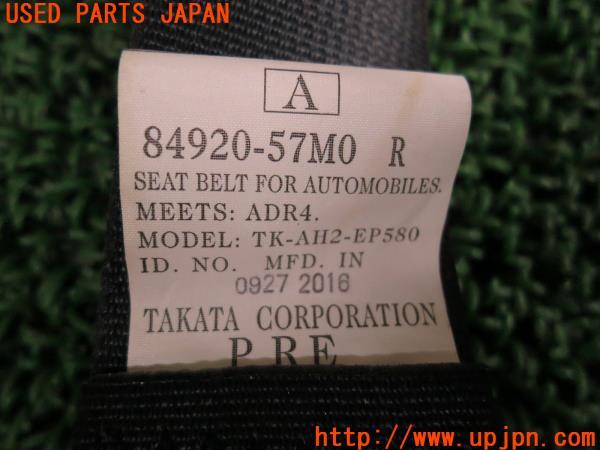 USED PARTS JAPAN
A
84920-57M0 R
SEAT BELT FOR AUTOMOBILES.
MEETS: ADR4.
MODEL: TK-AH2-EP580
ID. NO. MFD. IN
0927 2016
TAKATA CORPORATION
PRE
http://www.upjpn.com